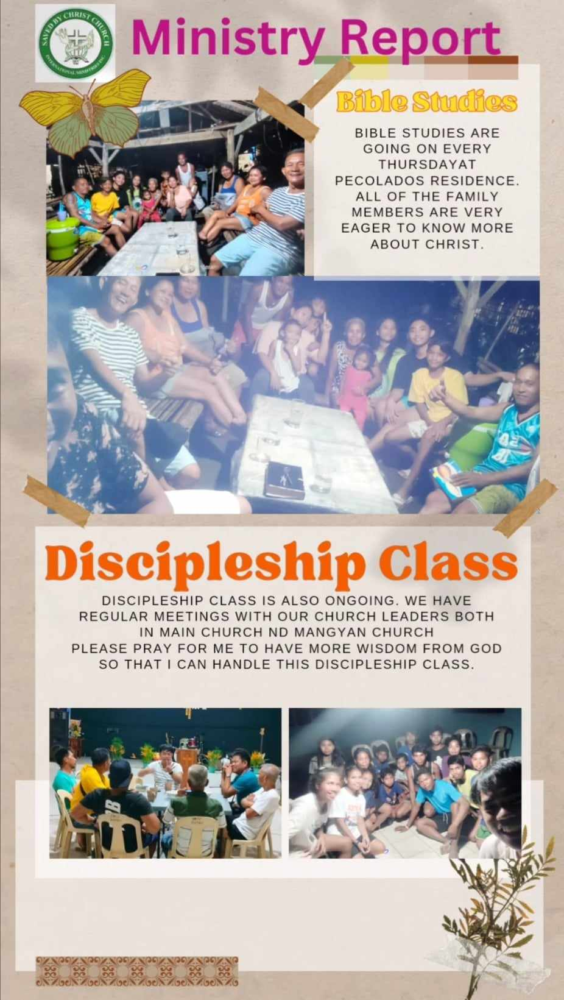 SAVED BY CHRIST CHURCH
INTERNATIONAL MINISTRIES INC.
Ministry Report
Bible Studies
BIBLE STUDIES ARE
GOING ON EVERY
THURSDAYAT
PECOLADOS RESIDENCE.
ALL OF THE FAMILY
MEMBERS ARE VERY
EAGER TO KNOW MORE
ABOUT CHRIST.
Discipleship Class
DISCIPLESHIP CLASS IS ALSO ONGOING. WE HAVE
REGULAR MEETINGS WITH OUR CHURCH LEADERS BOTH
IN MAIN CHURCH ND MANGYAN CHURCH
PLEASE PRAY FOR ME TO HAVE MORE WISDOM FROM GOD
SO THAT I CAN HANDLE THIS DISCIPLESHIP CLASS.